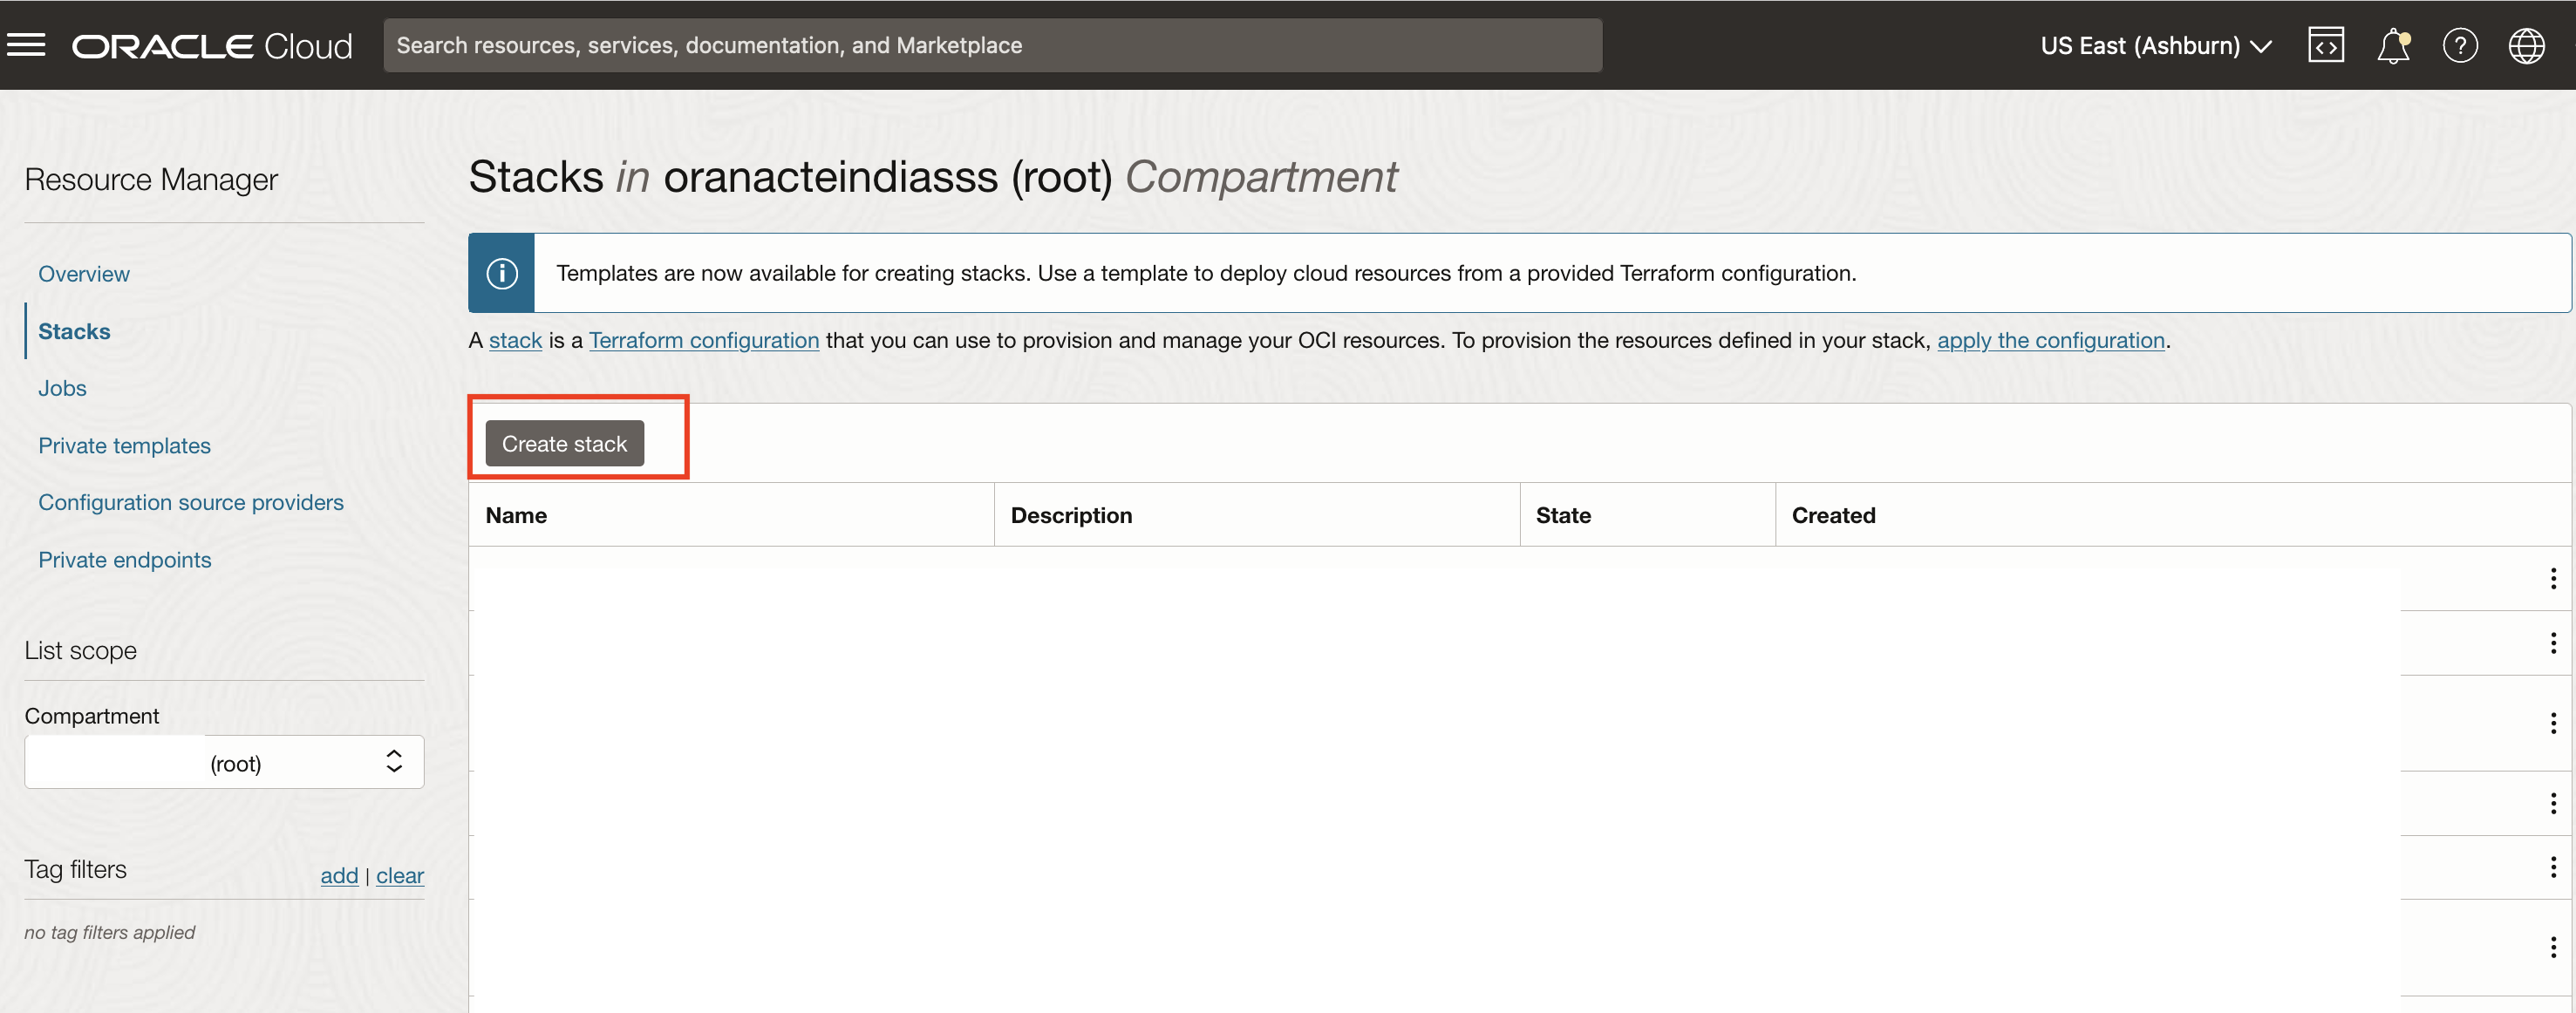 ORACLE Cloud
Search resources, services, documentation, and Marketplace
US East (Ashburn)
Resource Manager
Overview
Stacks
Jobs
Private templates
Configuration source providers
Private endpoints
List scope
Compartment
(root)
Tag filters
add | clear
no tag filters applied
Stacks in oranacteindiasss (root) Compartment
Templates are now available for creating stacks. Use a template to deploy cloud resources from a provided Terraform configuration.
A stack is a Terraform configuration that you can use to provision and manage your OCI resources. To provision the resources defined in your stack, apply the configuration.
Create stack
Name Description State Created